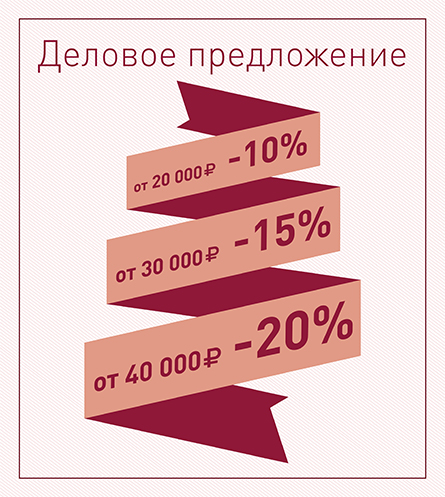 Деловое предложение
от 20 000₽ -10%
от 30 000₽ -15%
от 40 000₽ -20%